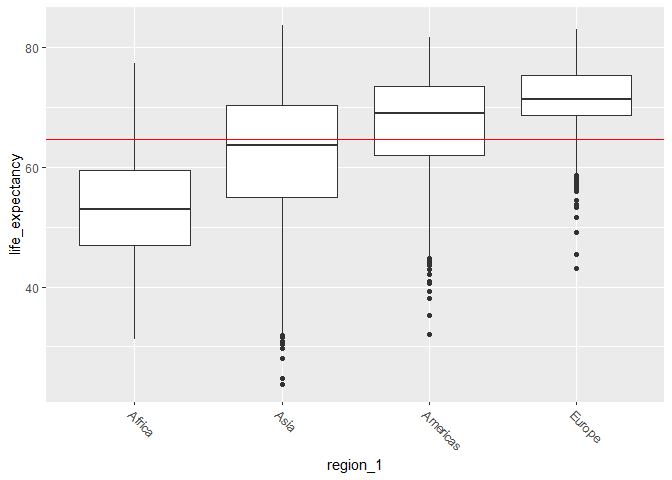 80
60
40
life_expectancy
Africa
Asia
Americas
Europe
region_1